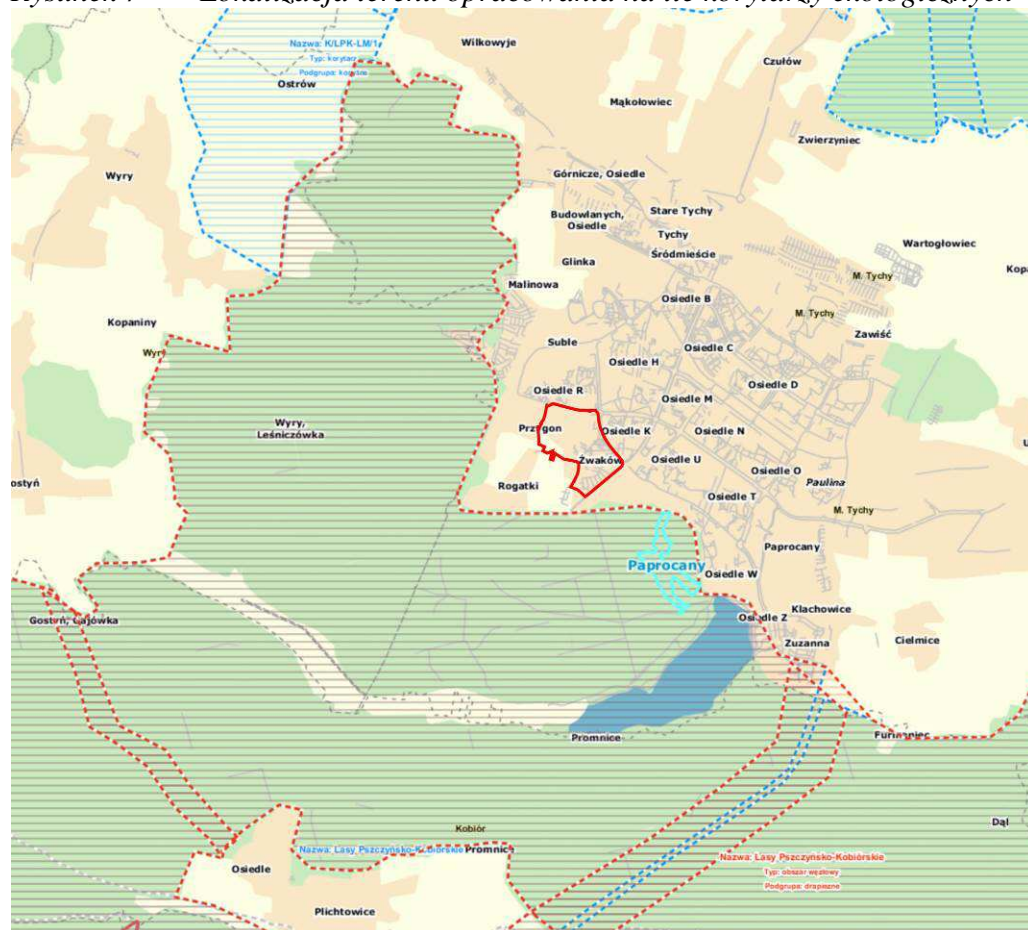 Lokalizacja terenu opracowania na tle korytarzy ekologicznych
Nazwa: K/LPK-LM/1
Typ: korytarz
Podgrupa: kopytne
Ostrów
Wilkowyje
Czułów
Mąkołowiec
Zwierzyniec
Wyry
Górnicze, Osiedle
Budowlanych,
Osiedle
Stare Tychy
Tychy
Śródmieście
Wartogłowiec
Glinka
Malinowa
M. Tychy
Osiedle B
M. Tychy
Kopaniny
Zawiść
Suble
Osiedle C
Osiedle H
Osiedle R
Osiedle D
Osiedle M
Wyry,
Leśniczówka
Osiedle K
Osiedle N
Żwaków
Osiedle U
Osiedle O
Rogatki
Paulina
Osiedle T
M. Tychy
Paprocany
Paprocany
Osiedle W
Klachowice
Osiedle Z
Zuzanna
Cielmice
Promnice
Kobiór
Dąl
Nazwa: Lasy Pszczyńsko-Kobiórskie
Nazwa: Lasy Pszczyńsko-Kobiórskie
Typ: obszar węzłowy
Podgrupa: drapieżne
Osiedle
Plichtowice